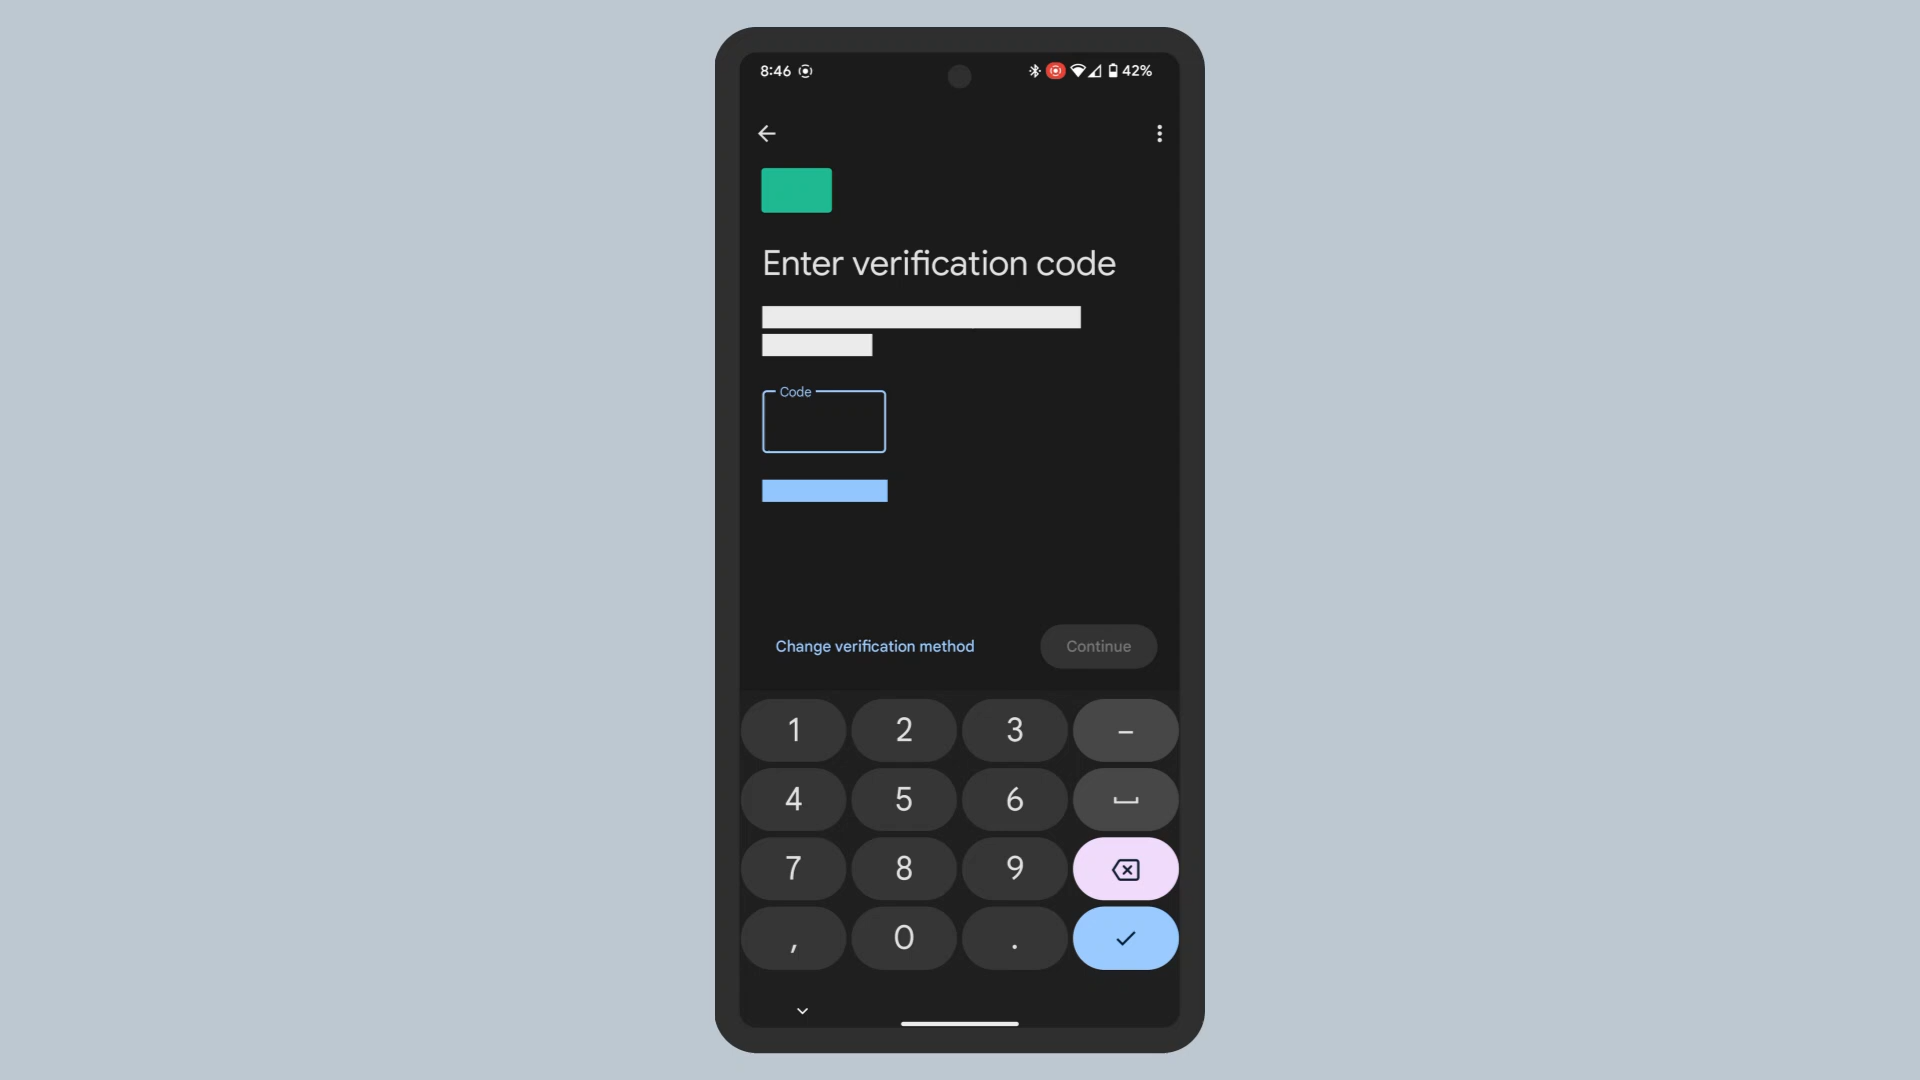 8:46 42%
Enter verification code
Code
Change verification method Continue
1 2 3 –
4 5 6
7 8 9
, 0 .